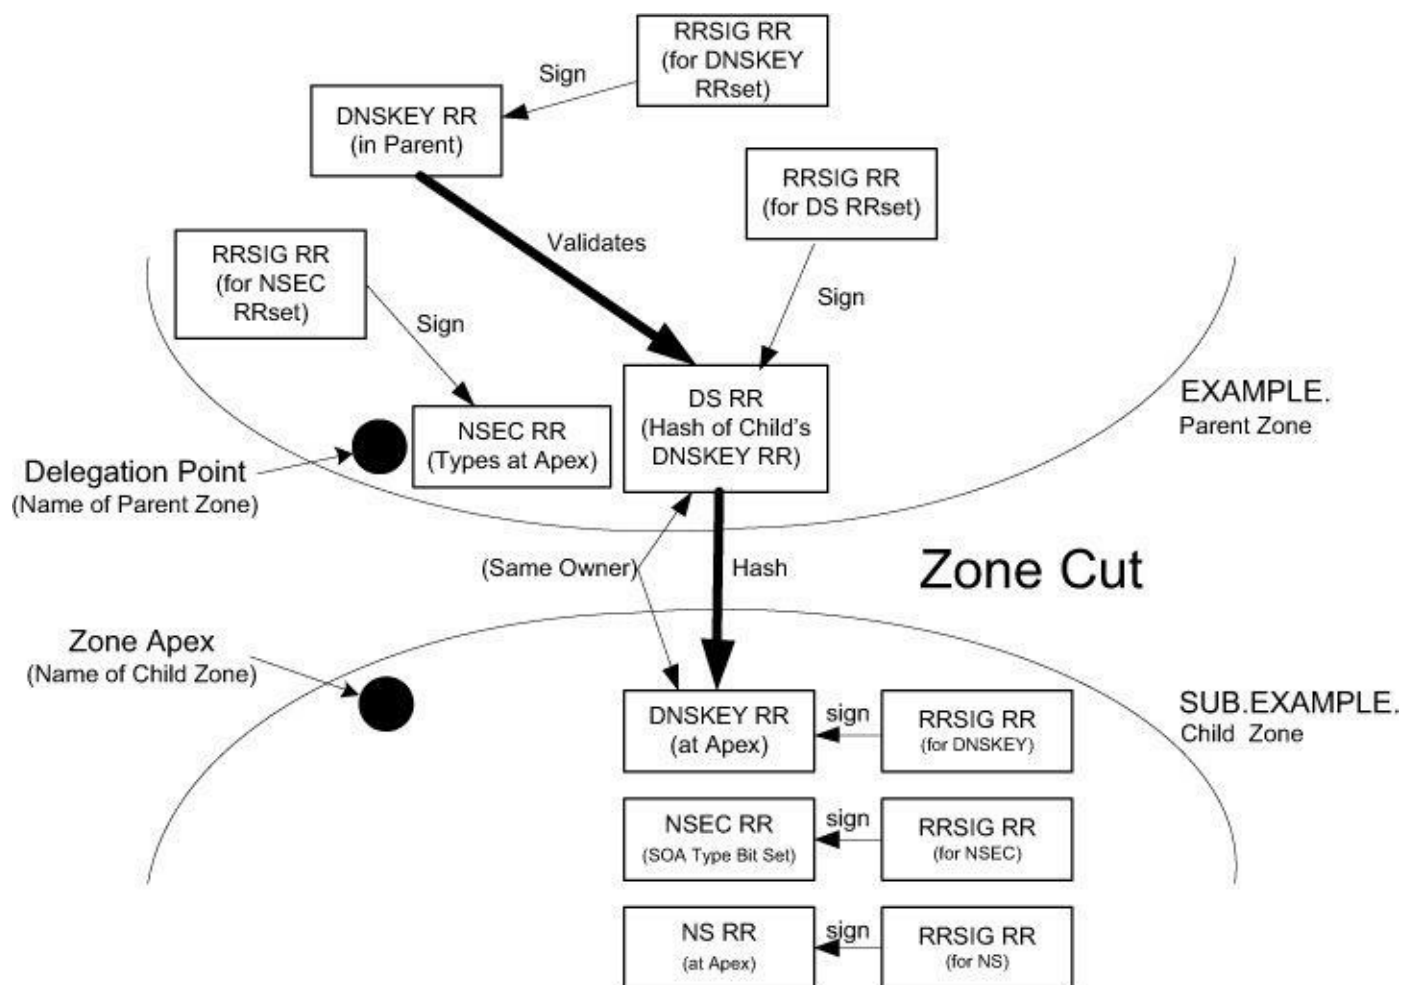 RRSIG RR
(for DNSKEY
RRset)
Sign
DNSKEY RR
(in Parent)
RRSIG RR
(for DS RRset)
Validates
RRSIG RR
(for NSEC
RRset)
Sign
Sign
DS RR
(Hash of Child's
DNSKEY RR)
EXAMPLE.
Parent Zone
NSEC RR
(Types at Apex)
Delegation Point
(Name of Parent Zone)
(Same Owner)
Hash
Zone Cut
Zone Apex
(Name of Child Zone)
DNSKEY RR
(at Apex)
sign
RRSIG RR
(for DNSKEY)
SUB.EXAMPLE.
Child Zone
NSEC RR
(SOA Type Bit Set)
sign
RRSIG RR
(for NSEC)
NS RR
(at Apex)
sign
RRSIG RR
(for NS)